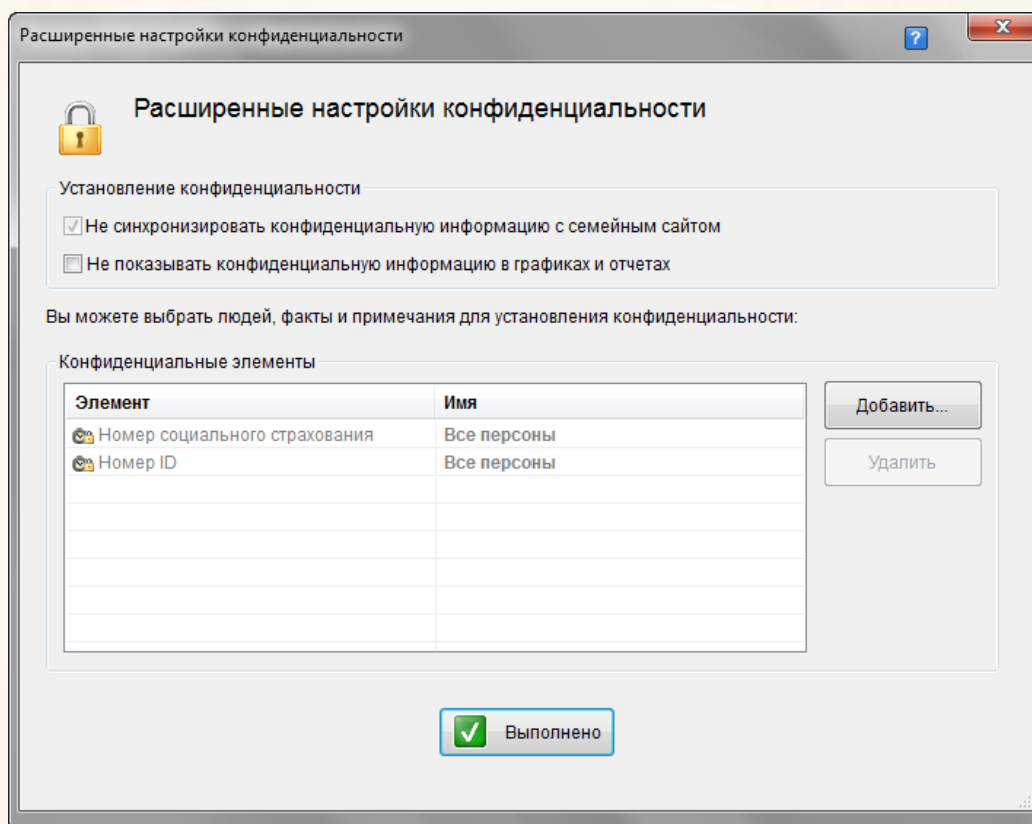 Расширенные настройки конфиденциальности
Расширенные настройки конфиденциальности
Установление конфиденциальности
Не синхронизировать конфиденциальную информацию с семейным сайтом
Не показывать конфиденциальную информацию в графиках и отчетах
Вы можете выбрать людей, факты и примечания для установления конфиденциальности:
Конфиденциальные элементы
Элемент Имя
Номер социального страхования Все персоны
Номер ID Все персоны
Добавить...
Удалить
Выполнено